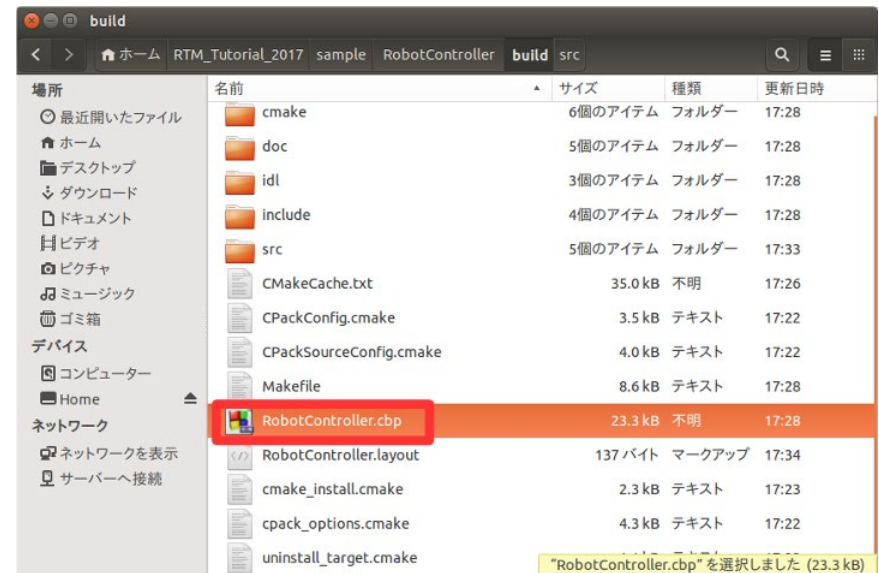 build
ホーム RTM_Tutorial_2017 sample RobotController build src
場所
最近開いたファイル
ホーム
デスクトップ
ダウンロード
ドキュメント
ビデオ
ピクチャ
ミュージック
ゴミ箱
デバイス
コンピューター
Home
ネットワーク
ネットワークを表示
サーバーへ接続
名前 サイズ 種類 更新日時
cmake 6個のアイテム フォルダー 17:28
doc 5個のアイテム フォルダー 17:28
idl 3個のアイテム フォルダー 17:28
include 4個のアイテム フォルダー 17:28
src 5個のアイテム フォルダー 17:33
CMakeCache.txt 35.0 kB 不明 17:26
CPackConfig.cmake 3.5 kB テキスト 17:22
CPackSourceConfig.cmake 4.0 kB テキスト 17:22
Makefile 8.6 kB テキスト 17:28
RobotController.cbp 23.3 kB 不明 17:28
RobotController.layout 137 バイト マークアップ 17:34
cmake_install.cmake 2.3 kB テキスト 17:23
cpack_options.cmake 4.3 kB テキスト 17:22
uninstall_target.cmake
"RobotController.cbp" を選択しました (23.3 kB)